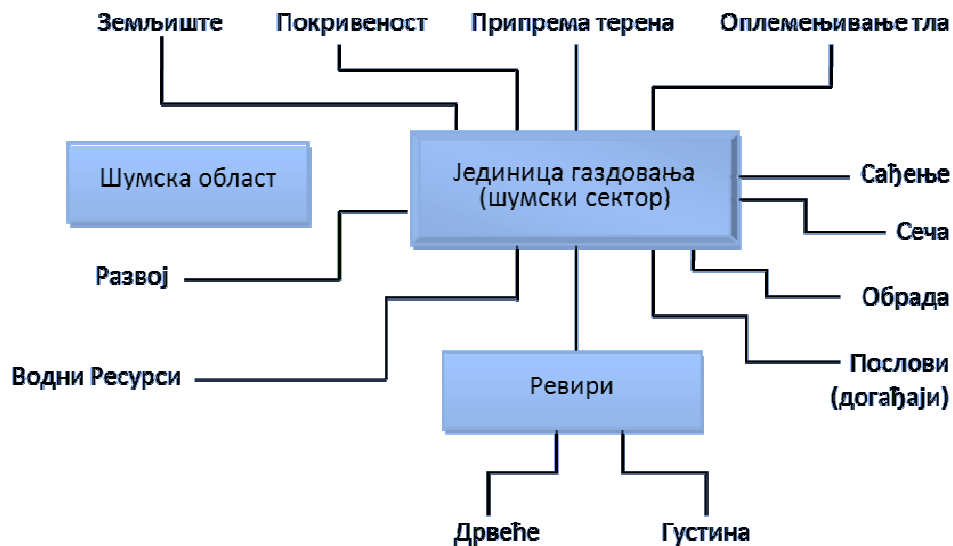 Земљиште
Покривеност
Припрема терена
Оплемењивање тла
Шумска област
Јединица газдовања
(шумски сектор)
Сађење
Сеча
Развој
Обрада
Водни Ресурси
Ревири
Послови
(догађаји)
Дрвеће
Густина